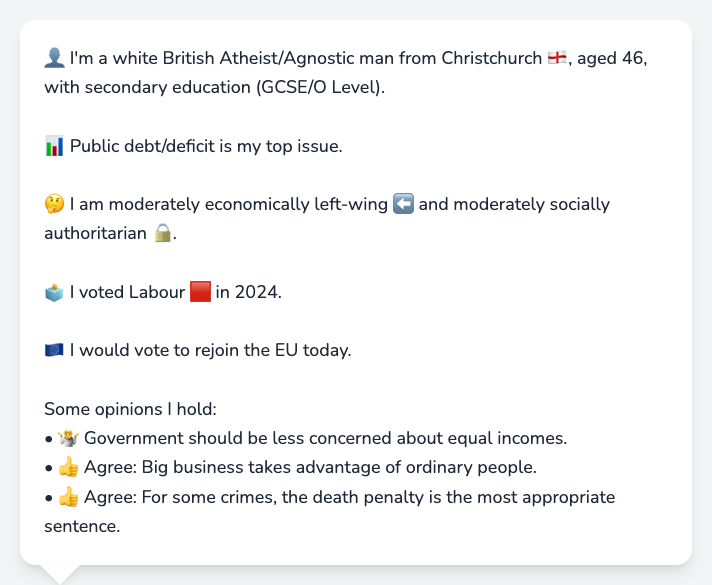 👤 I'm a white British Atheist/Agnostic man from Christchurch 🏴󠁧󠁢󠁥󠁮󠁧󠁿, aged 46,
with secondary education (GCSE/O Level).
📊 Public debt/deficit is my top issue.
🤔 I am moderately economically left-wing ⬅️ and moderately socially
authoritarian 🔒.
🗳️ I voted Labour 🟥 in 2024.
🇪🇺 I would vote to rejoin the EU today.
Some opinions I hold:
• 🤷 Government should be less concerned about equal incomes.
• 👍 Agree: Big business takes advantage of ordinary people.
• 👍 Agree: For some crimes, the death penalty is the most appropriate
sentence.